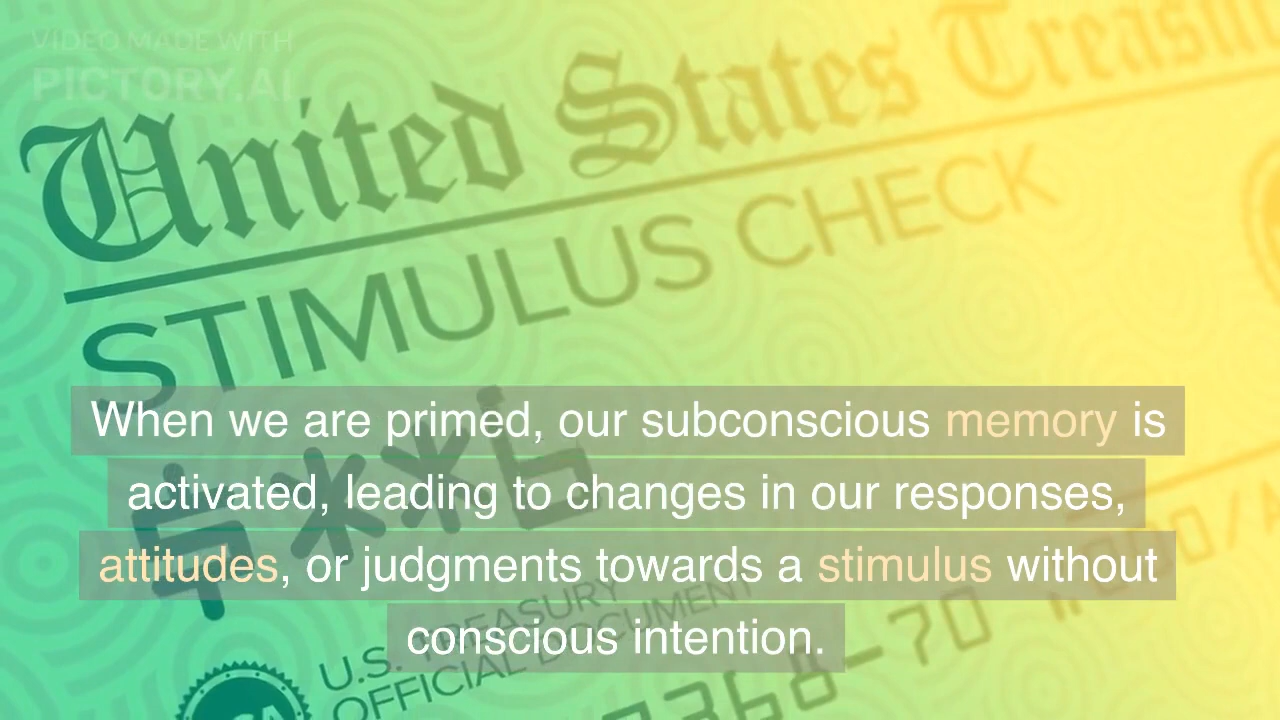 VIDEO MADE WITH
PICTORY.AI
United States Treasur
STIMULUS CHECK
When we are primed, our subconscious memory is
activated, leading to changes in our responses,
attitudes, or judgments towards a stimulus without
conscious intention.
U.S. TREASURY
OFFICIAL DOCUMENT